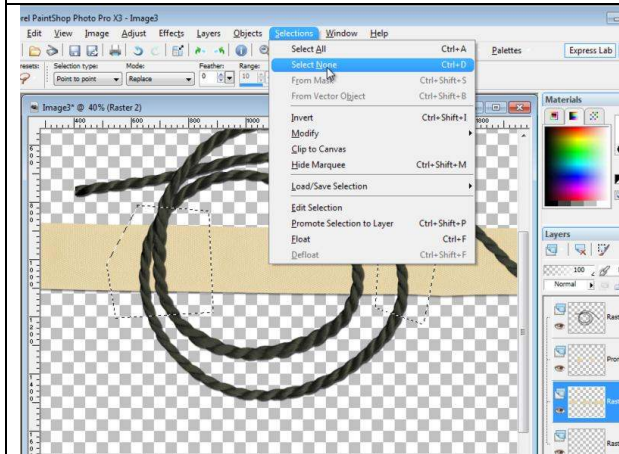 rel PaintShop Photo Pro X3 - Image3
Edit View Image Adjust Effects Layers Objects Selections Window Help
Palettes Express Lab
resets: Selection type: Mode: Feather: Range:
Point to point Replace 0 10
Select All Ctrl+A
Select None Ctrl+D
From Mask Ctrl+Shift+S
From Vector Object Ctrl+Shift+B
Invert Ctrl+Shift+I
Modify
Clip to Canvas
Hide Marquee Ctrl+Shift+M
Load/Save Selection
Edit Selection
Promote Selection to Layer Ctrl+Shift+P
Float Ctrl+F
Defloat Ctrl+Shift+F
Image3* @ 40% (Raster 2)
Materials
Layers
100
Normal
Rast
Pron
Rast
Rast